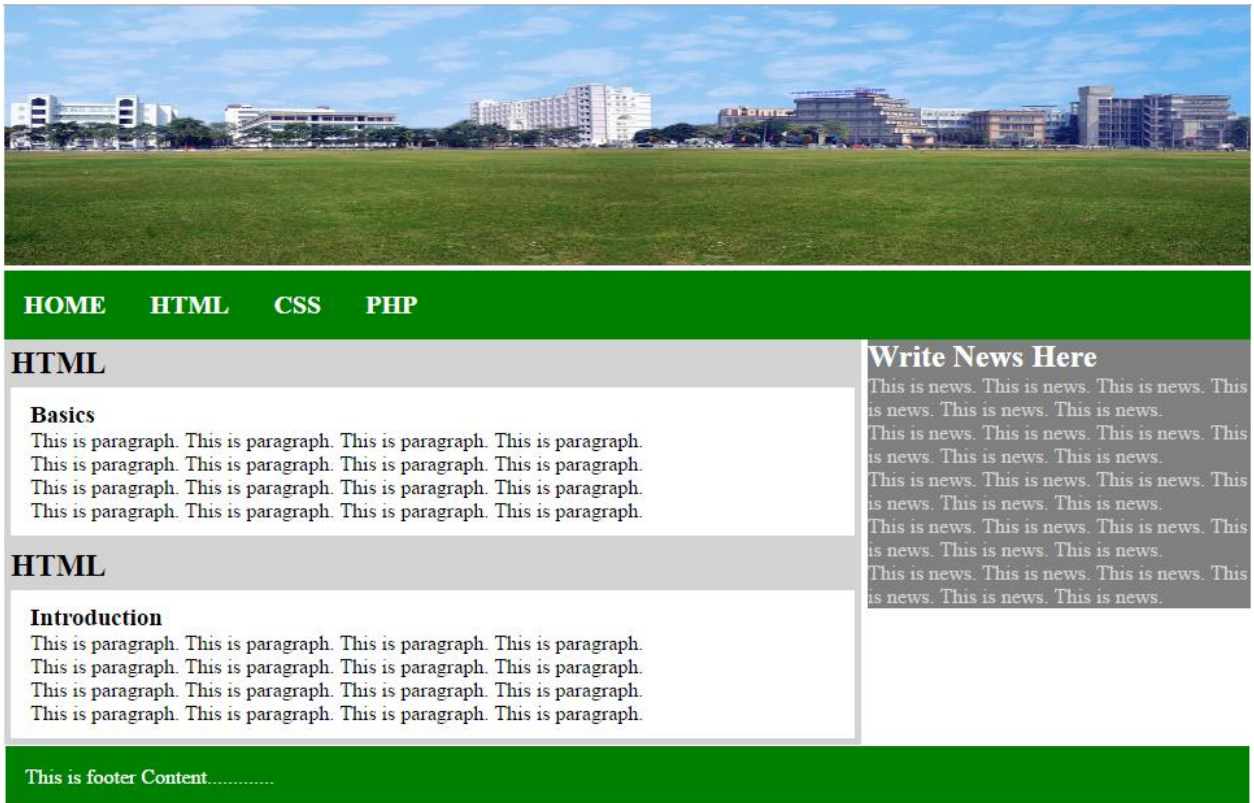 HOME HTML CSS PHP
HTML
Basics
This is paragraph. This is paragraph. This is paragraph. This is paragraph.
This is paragraph. This is paragraph. This is paragraph. This is paragraph.
This is paragraph. This is paragraph. This is paragraph. This is paragraph.
This is paragraph. This is paragraph. This is paragraph. This is paragraph.
HTML
Introduction
This is paragraph. This is paragraph. This is paragraph. This is paragraph.
This is paragraph. This is paragraph. This is paragraph. This is paragraph.
This is paragraph. This is paragraph. This is paragraph. This is paragraph.
This is paragraph. This is paragraph. This is paragraph. This is paragraph.
Write News Here
This is news. This is news. This is news. This
is news. This is news. This is news.
This is news. This is news. This is news. This
is news. This is news. This is news.
This is news. This is news. This is news. This
is news. This is news. This is news.
This is news. This is news. This is news. This
is news. This is news. This is news.
This is news. This is news. This is news. This
is news. This is news. This is news.
This is footer Content.............